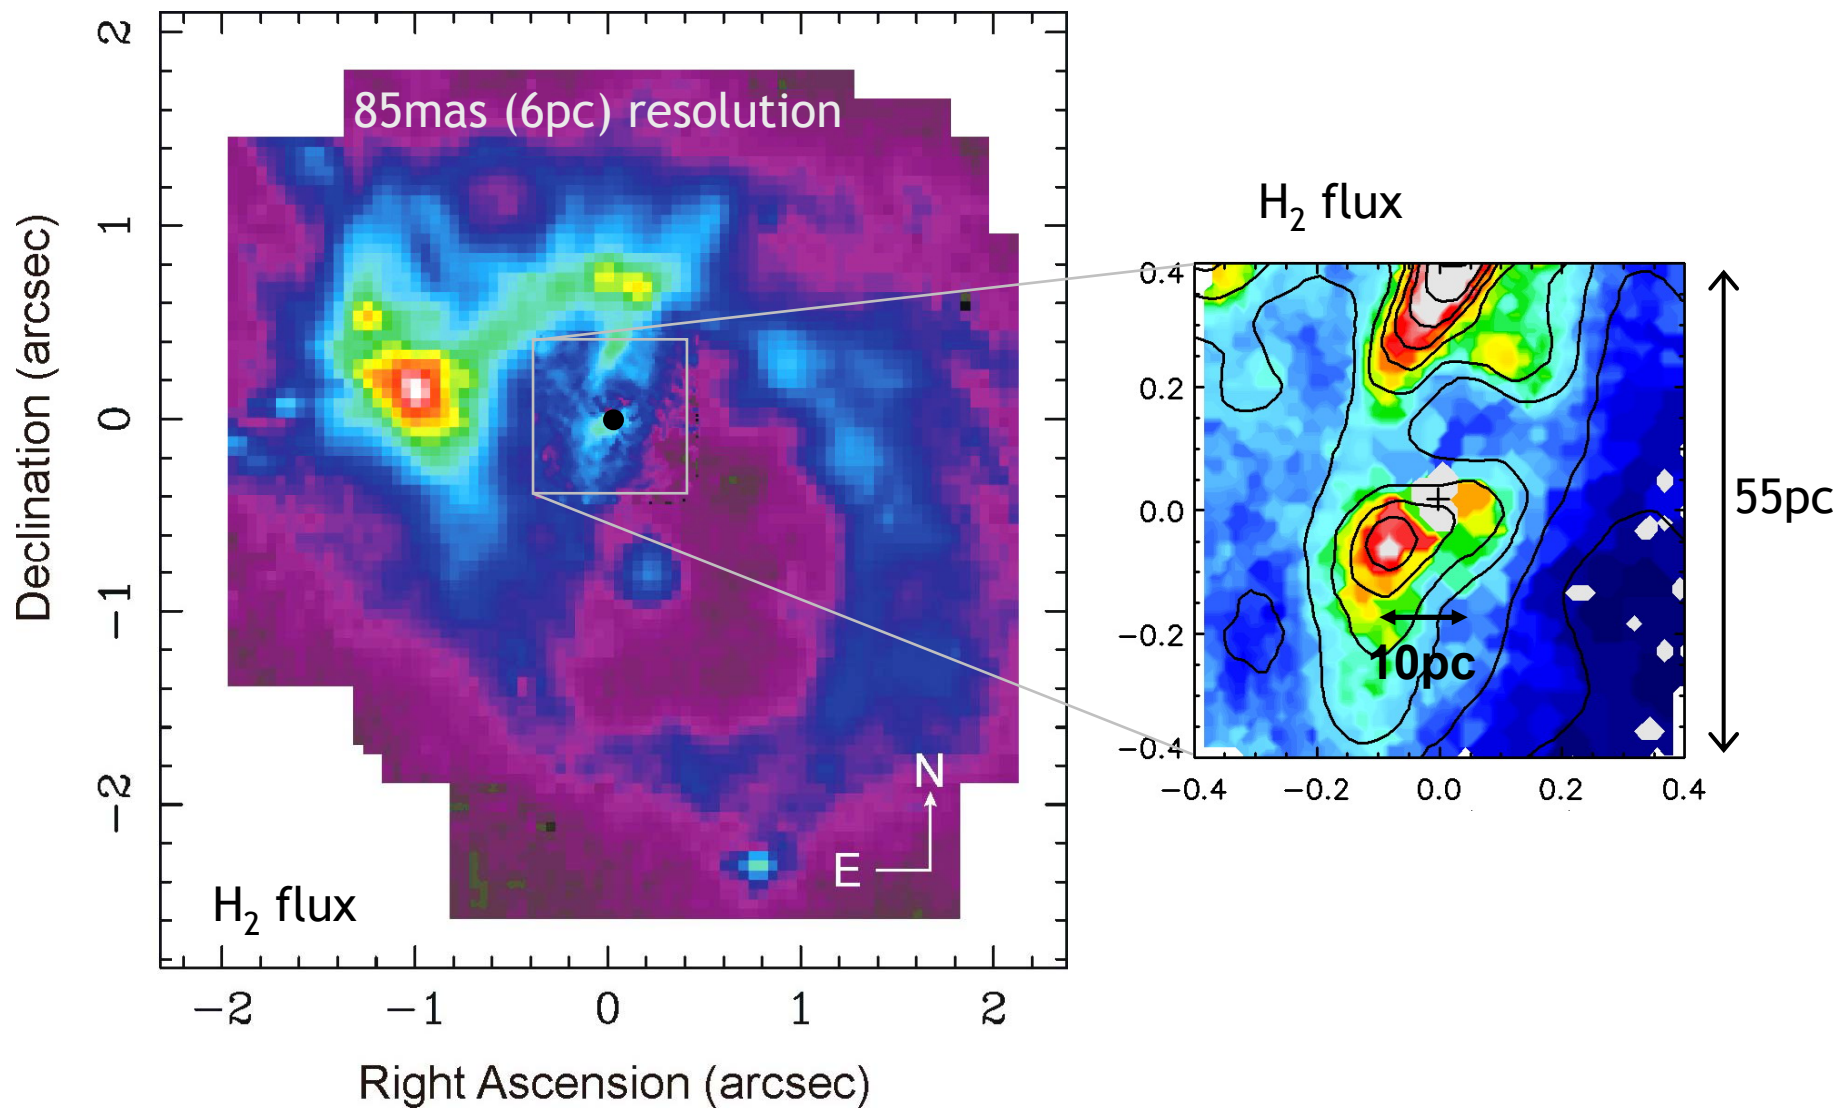 85mas (6pc) resolution
2
1
0
−1
−2
Declination (arcsec)
−2
−1
0
1
2
Right Ascension (arcsec)
N
E
H₂ flux
H₂ flux
0.4
0.2
0.0
−0.2
−0.4
−0.4
−0.2
0.0
0.2
0.4
10pc
55pc